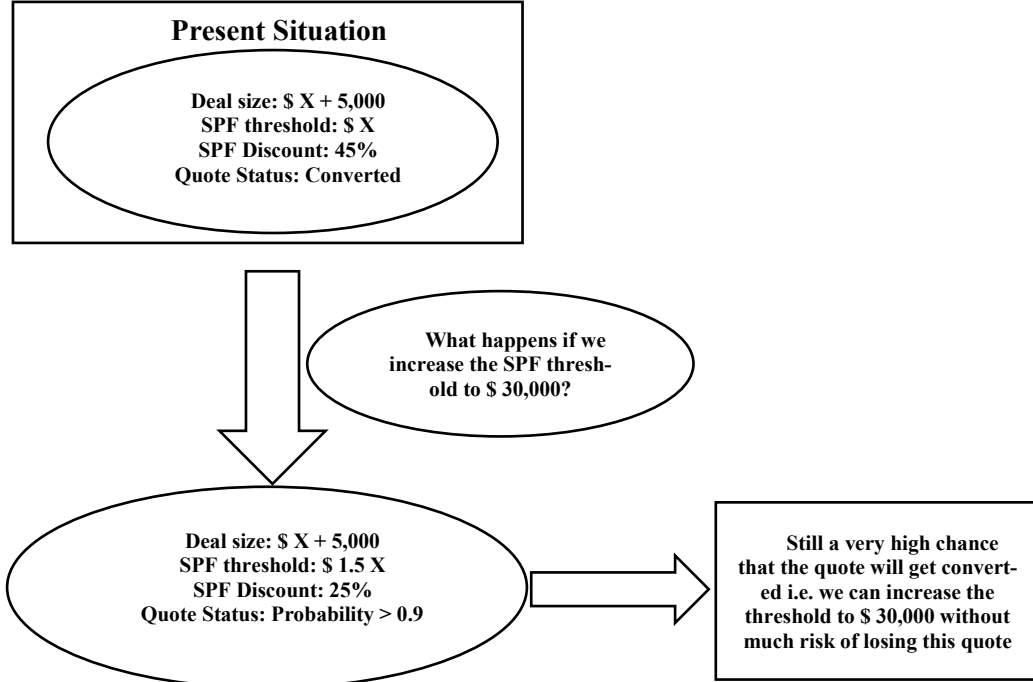 Present Situation
Deal size: $ X + 5,000
SPF threshold: $ X
SPF Discount: 45%
Quote Status: Converted
What happens if we
increase the SPF thresh-
old to $ 30,000?
Deal size: $ X + 5,000
SPF threshold: $ 1.5 X
SPF Discount: 25%
Quote Status: Probability > 0.9
Still a very high chance
that the quote will get convert-
ed i.e. we can increase the
threshold to $ 30,000 without
much risk of losing this quote